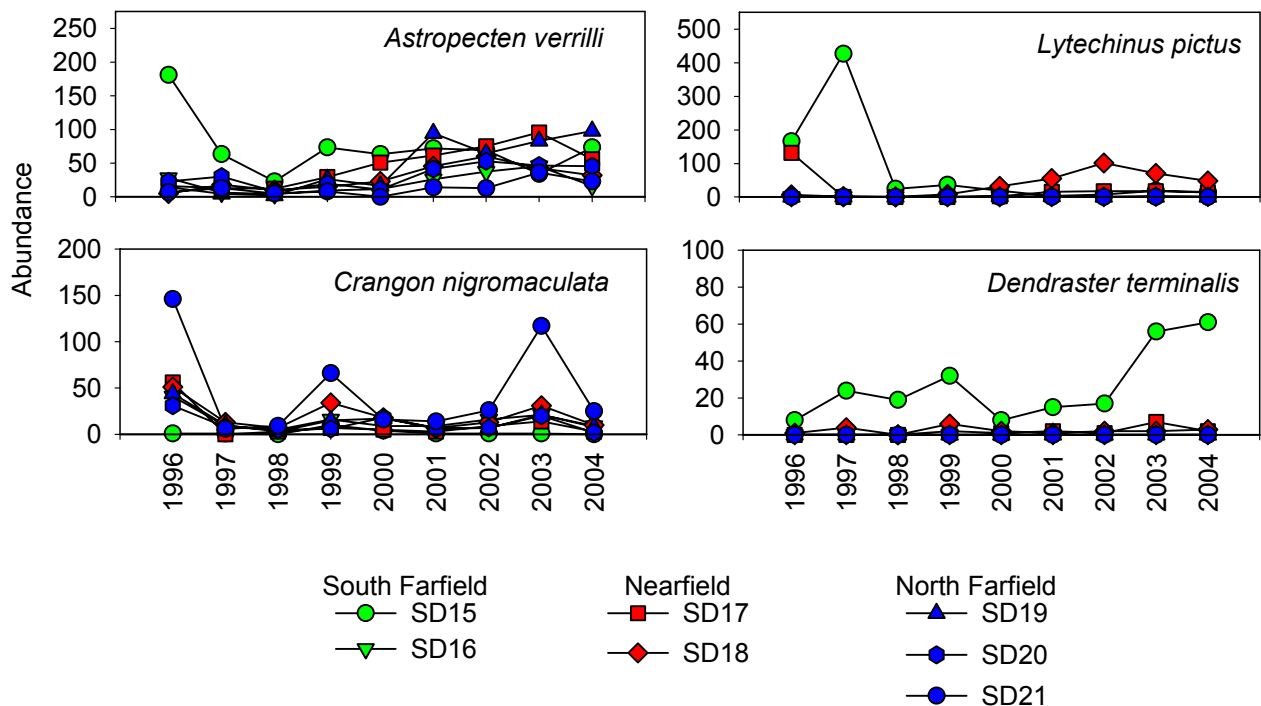 Abundance
250
200
150
100
50
0
Astropecten verrilli
500
400
300
200
100
0
Lytechinus pictus
200
150
100
50
0
Crangon nigromaculata
1996
1997
1998
1999
2000
2001
2002
2003
2004
100
80
60
40
20
0
Dendraster terminalis
1996
1997
1998
1999
2000
2001
2002
2003
2004
South Farfield
SD15
SD16
Nearfield
SD17
SD18
North Farfield
SD19
SD20
SD21